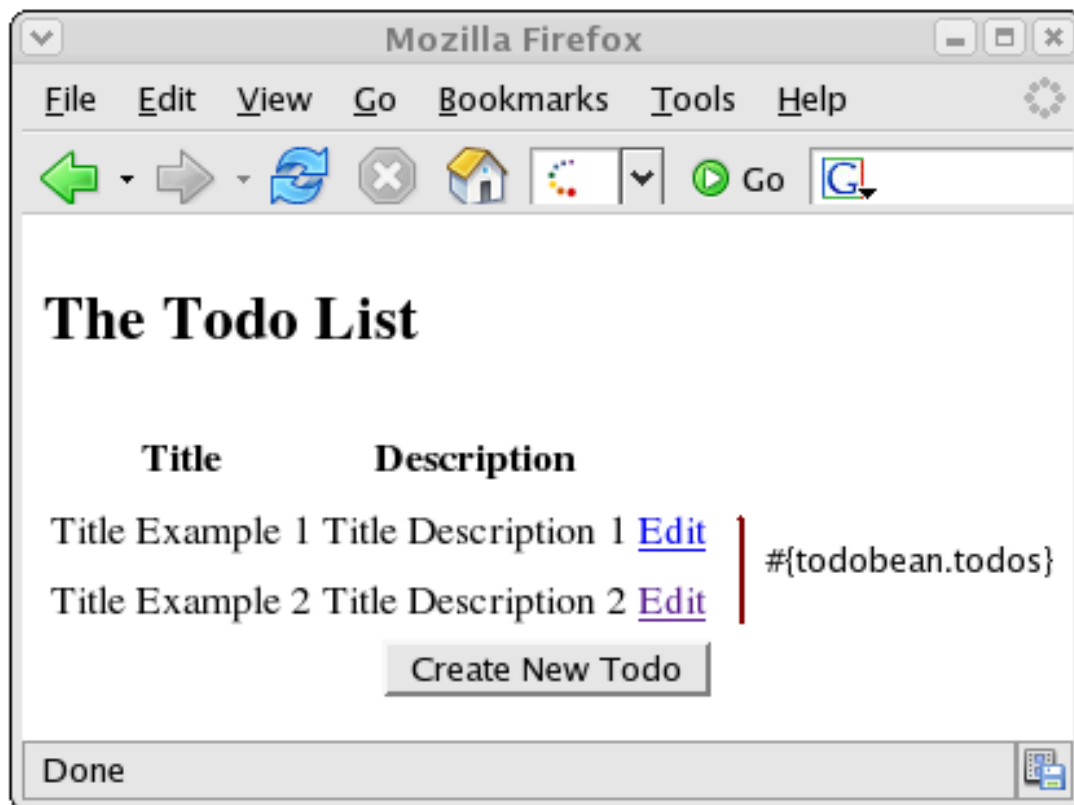 Mozilla Firefox
File Edit View Go Bookmarks Tools Help
Go G
The Todo List
Title Description
Title Example 1 Title Description 1 Edit
#{todobean.todos}
Title Example 2 Title Description 2 Edit
Create New Todo
Done